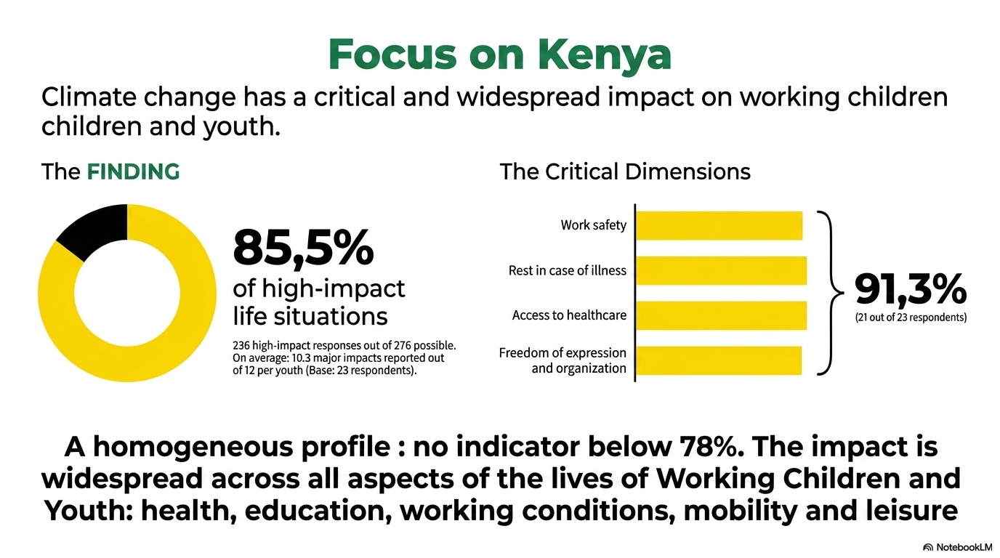 Focus on Kenya
Climate change has a critical and widespread impact on working children
children and youth.
The FINDING
85,5%
of high-impact
life situations
236 high-impact responses out of 276 possible.
On average: 10.3 major impacts reported out
of 12 per youth (Base: 23 respondents).
The Critical Dimensions
Work safety
Rest in case of illness
Access to healthcare
Freedom of expression
and organization
91,3%
(21 out of 23 respondents)
A homogeneous profile : no indicator below 78%. The impact is
widespread across all aspects of the lives of Working Children and
Youth: health, education, working conditions, mobility and leisure
NotebookLM